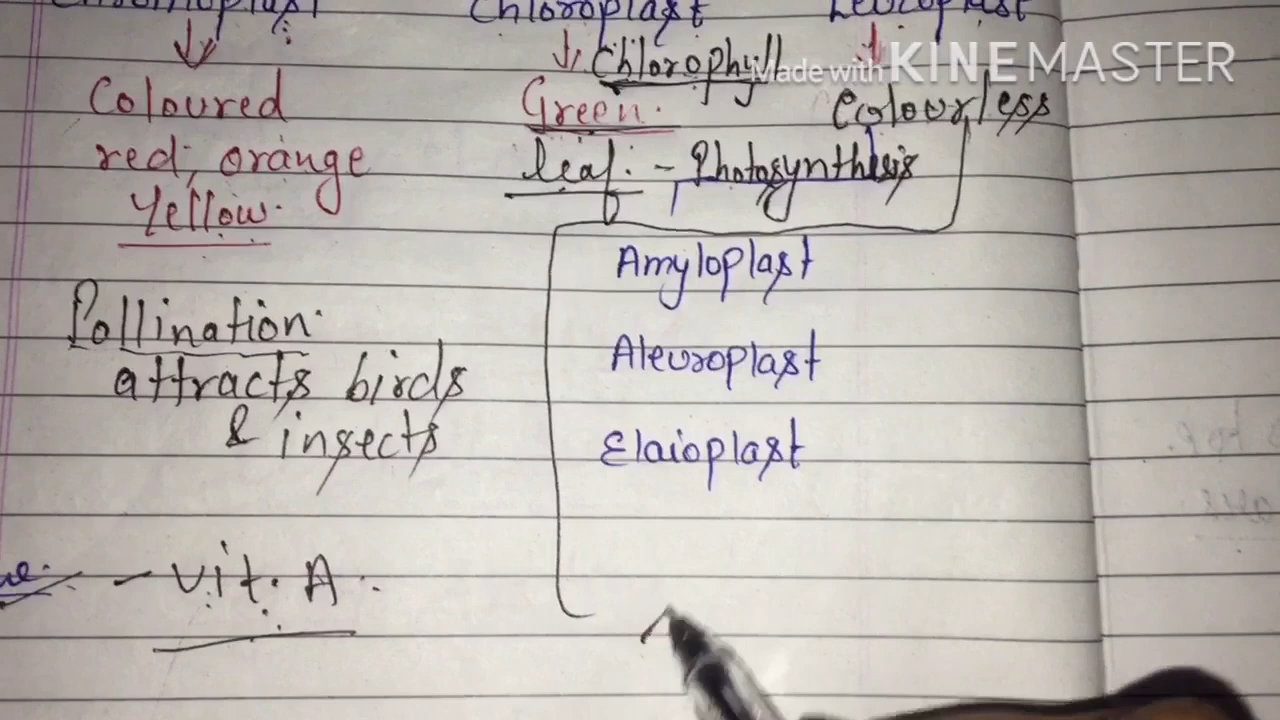 Chloroplast Leucoplast
Chlorophyll
Made with KINEMASTER
Coloured Green. Colourless
red, orange leaf. - Photosynthesis
Yellow.
Amyloplast
Pollination.
Aleuroplast
attracts birds
& insects
Elaioplast
- Vit. A.